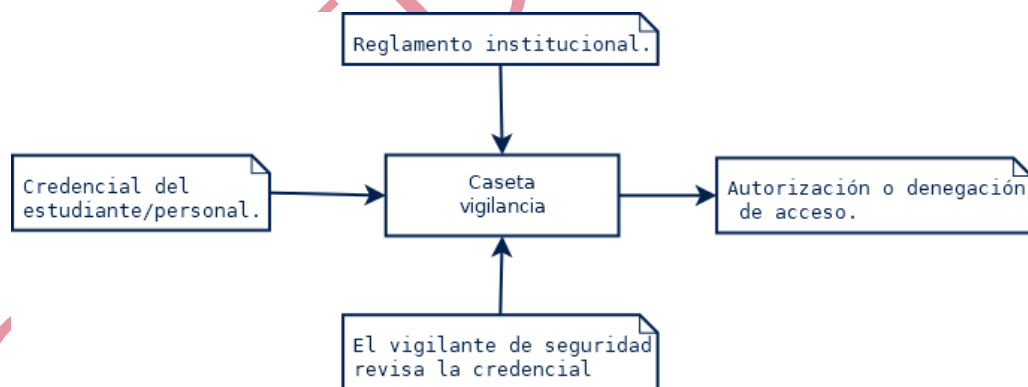 Reglamento institucional.
Credencial del
estudiante/personal.
Caseta
vigilancia
Autorización o denegación
de acceso.
El vigilante de seguridad
revisa la credencial